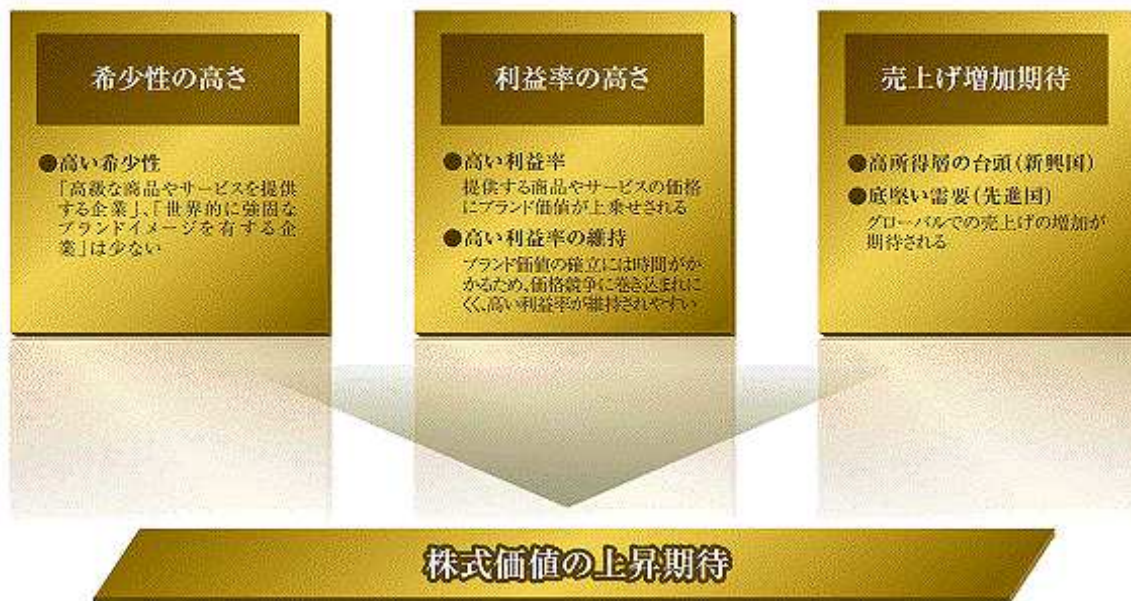 希少性の高さ
●高い希少性
「高級な商品やサービスを提供
する企業」、「世界的に強固な
ブランドイメージを有する企
業」は少ない
利益率の高さ
●高い利益率
提供する商品やサービスの価格
にブランド価値が上乗せされる
●高い利益率の維持
ブランド価値の確立には時間がか
かるため、価格競争に巻き込まれに
くく、高い利益率が維持されやすい
売上げ増加期待
●高所得層の台頭(新興国)
●底堅い需要(先進国)
グローバルでの売上げの増加が
期待される
株式価値の上昇期待